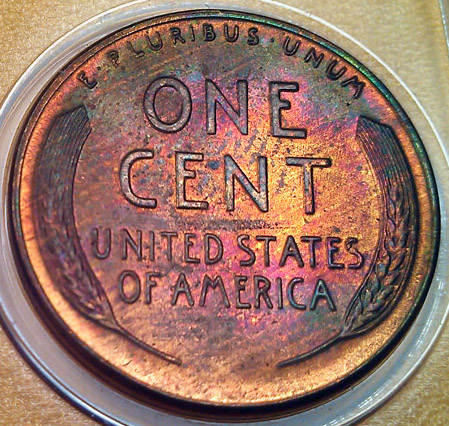 E·PLURIBUS·UNUM
ONE
CENT
UNITED STATES
OF AMERICA